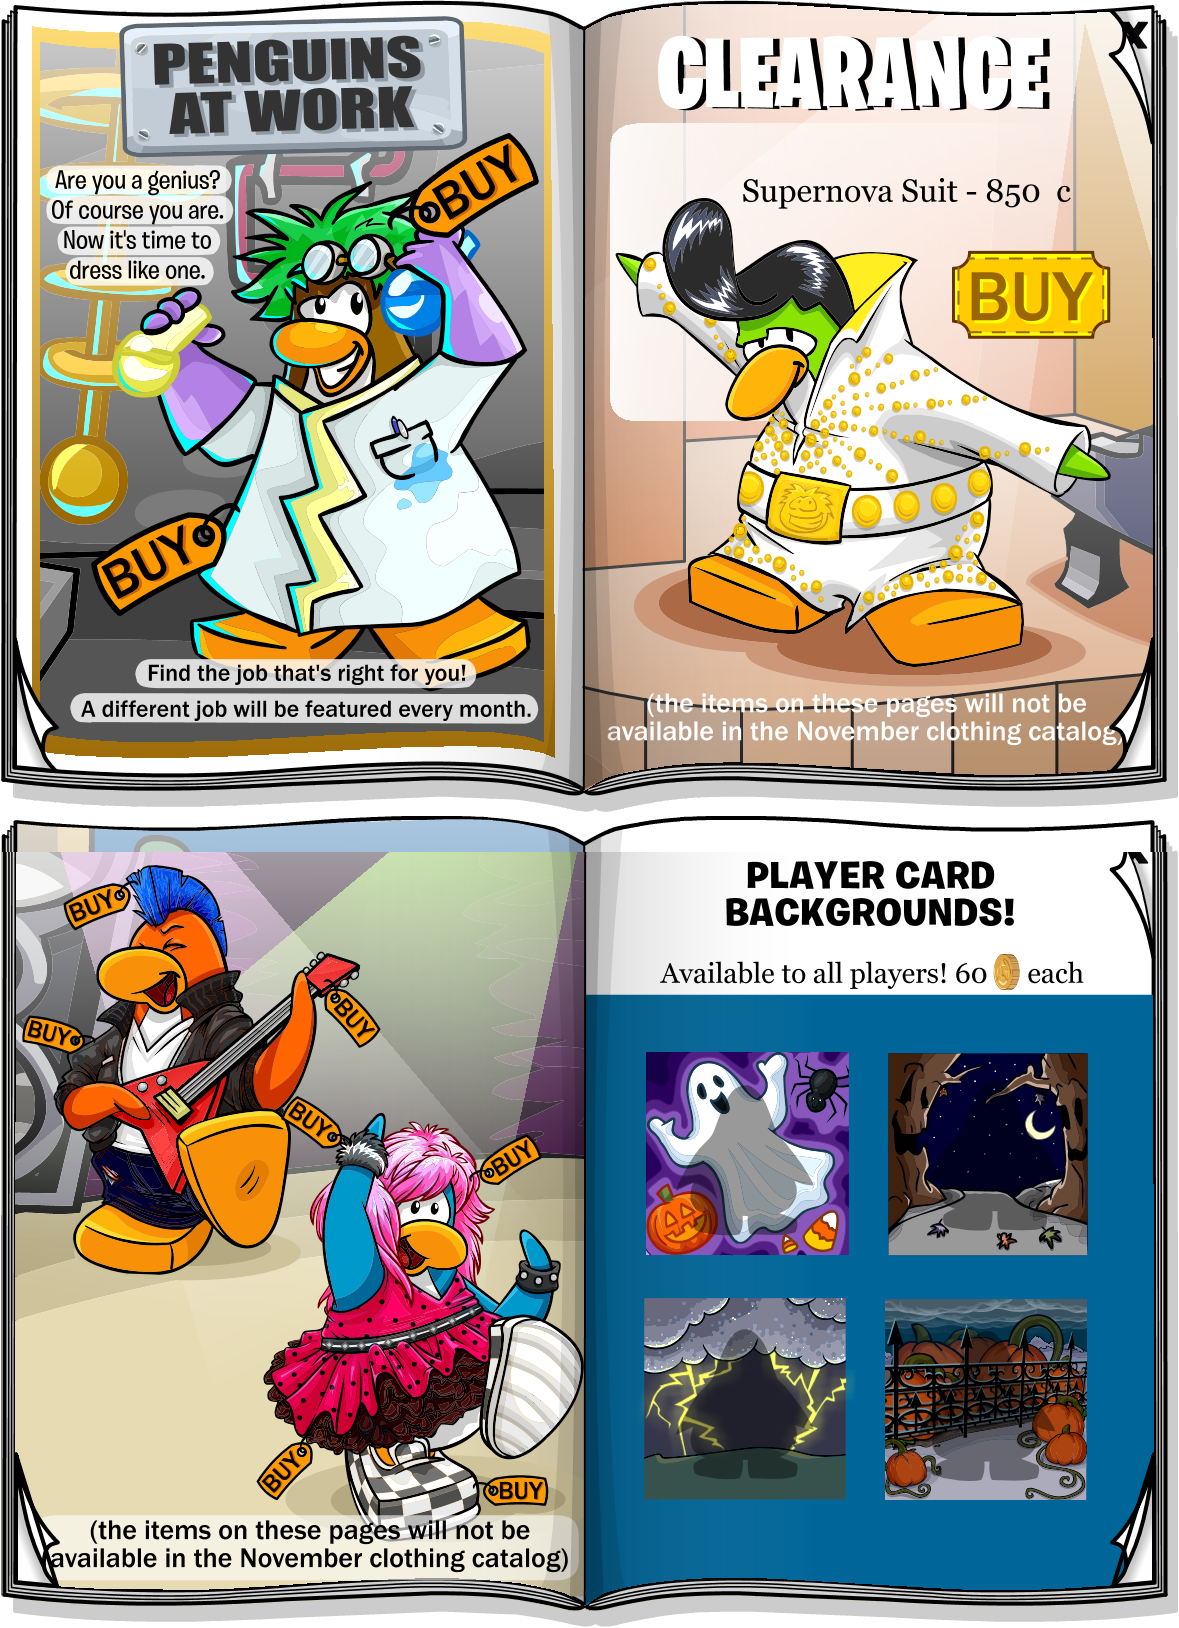 PENGUINS
AT WORK
Are you a genius?
Of course you are.
Now it's time to
dress like one.
BUY
BUY
Find the job that's right for you!
A different job will be featured every month.
X
CLEARANCE
Supernova Suit - 850 c
BUY
(the items on these pages will not be
available in the November clothing catalog)
BUY
BUY
BUY
BUY
BUY
BUY
BUY
(the items on these pages will not be
available in the November clothing catalog)
PLAYER CARD
BACKGROUNDS!
Available to all players! 60 each